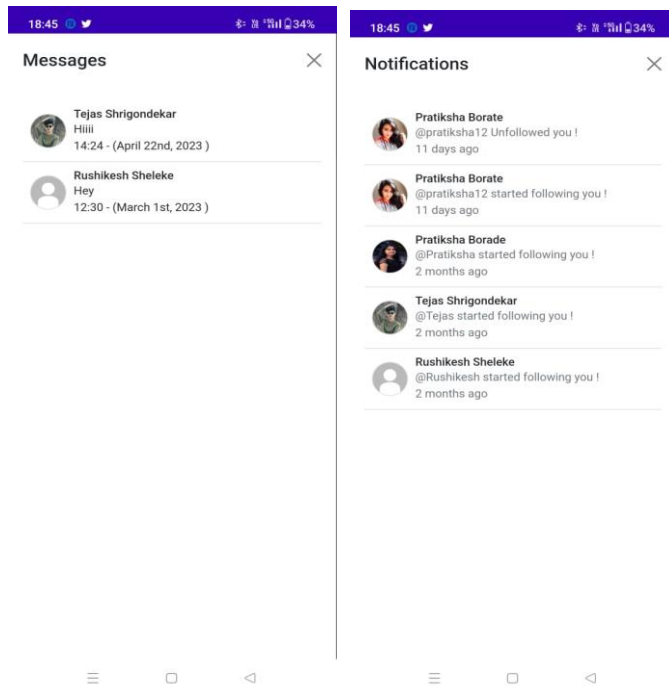 18:45
34%
Messages
Tejas Shrigondekar
Hiiii
14:24 - (April 22nd, 2023 )
Rushikesh Sheleke
Hey
12:30 - (March 1st, 2023 )
18:45
34%
Notifications
Pratiksha Borate
@pratiksha12 Unfollowed you !
11 days ago
Pratiksha Borate
@pratiksha12 started following you !
11 days ago
Pratiksha Borade
@Pratiksha started following you !
2 months ago
Tejas Shrigondekar
@Tejas started following you !
2 months ago
Rushikesh Sheleke
@Rushikesh started following you !
2 months ago